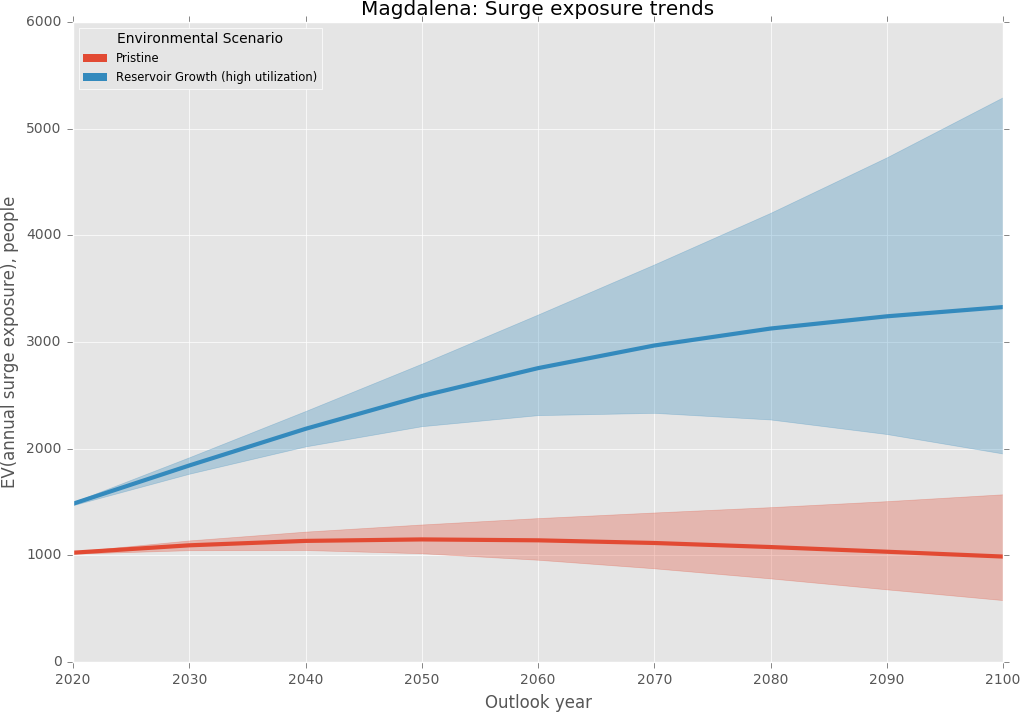 Magdalena: Surge exposure trends
6000
5000
4000
3000
2000
1000
0
EV(annual surge exposure), people
Environmental Scenario
Pristine
Reservoir Growth (high utilization)
2020 2030 2040 2050 2060 2070 2080 2090 2100
Outlook year